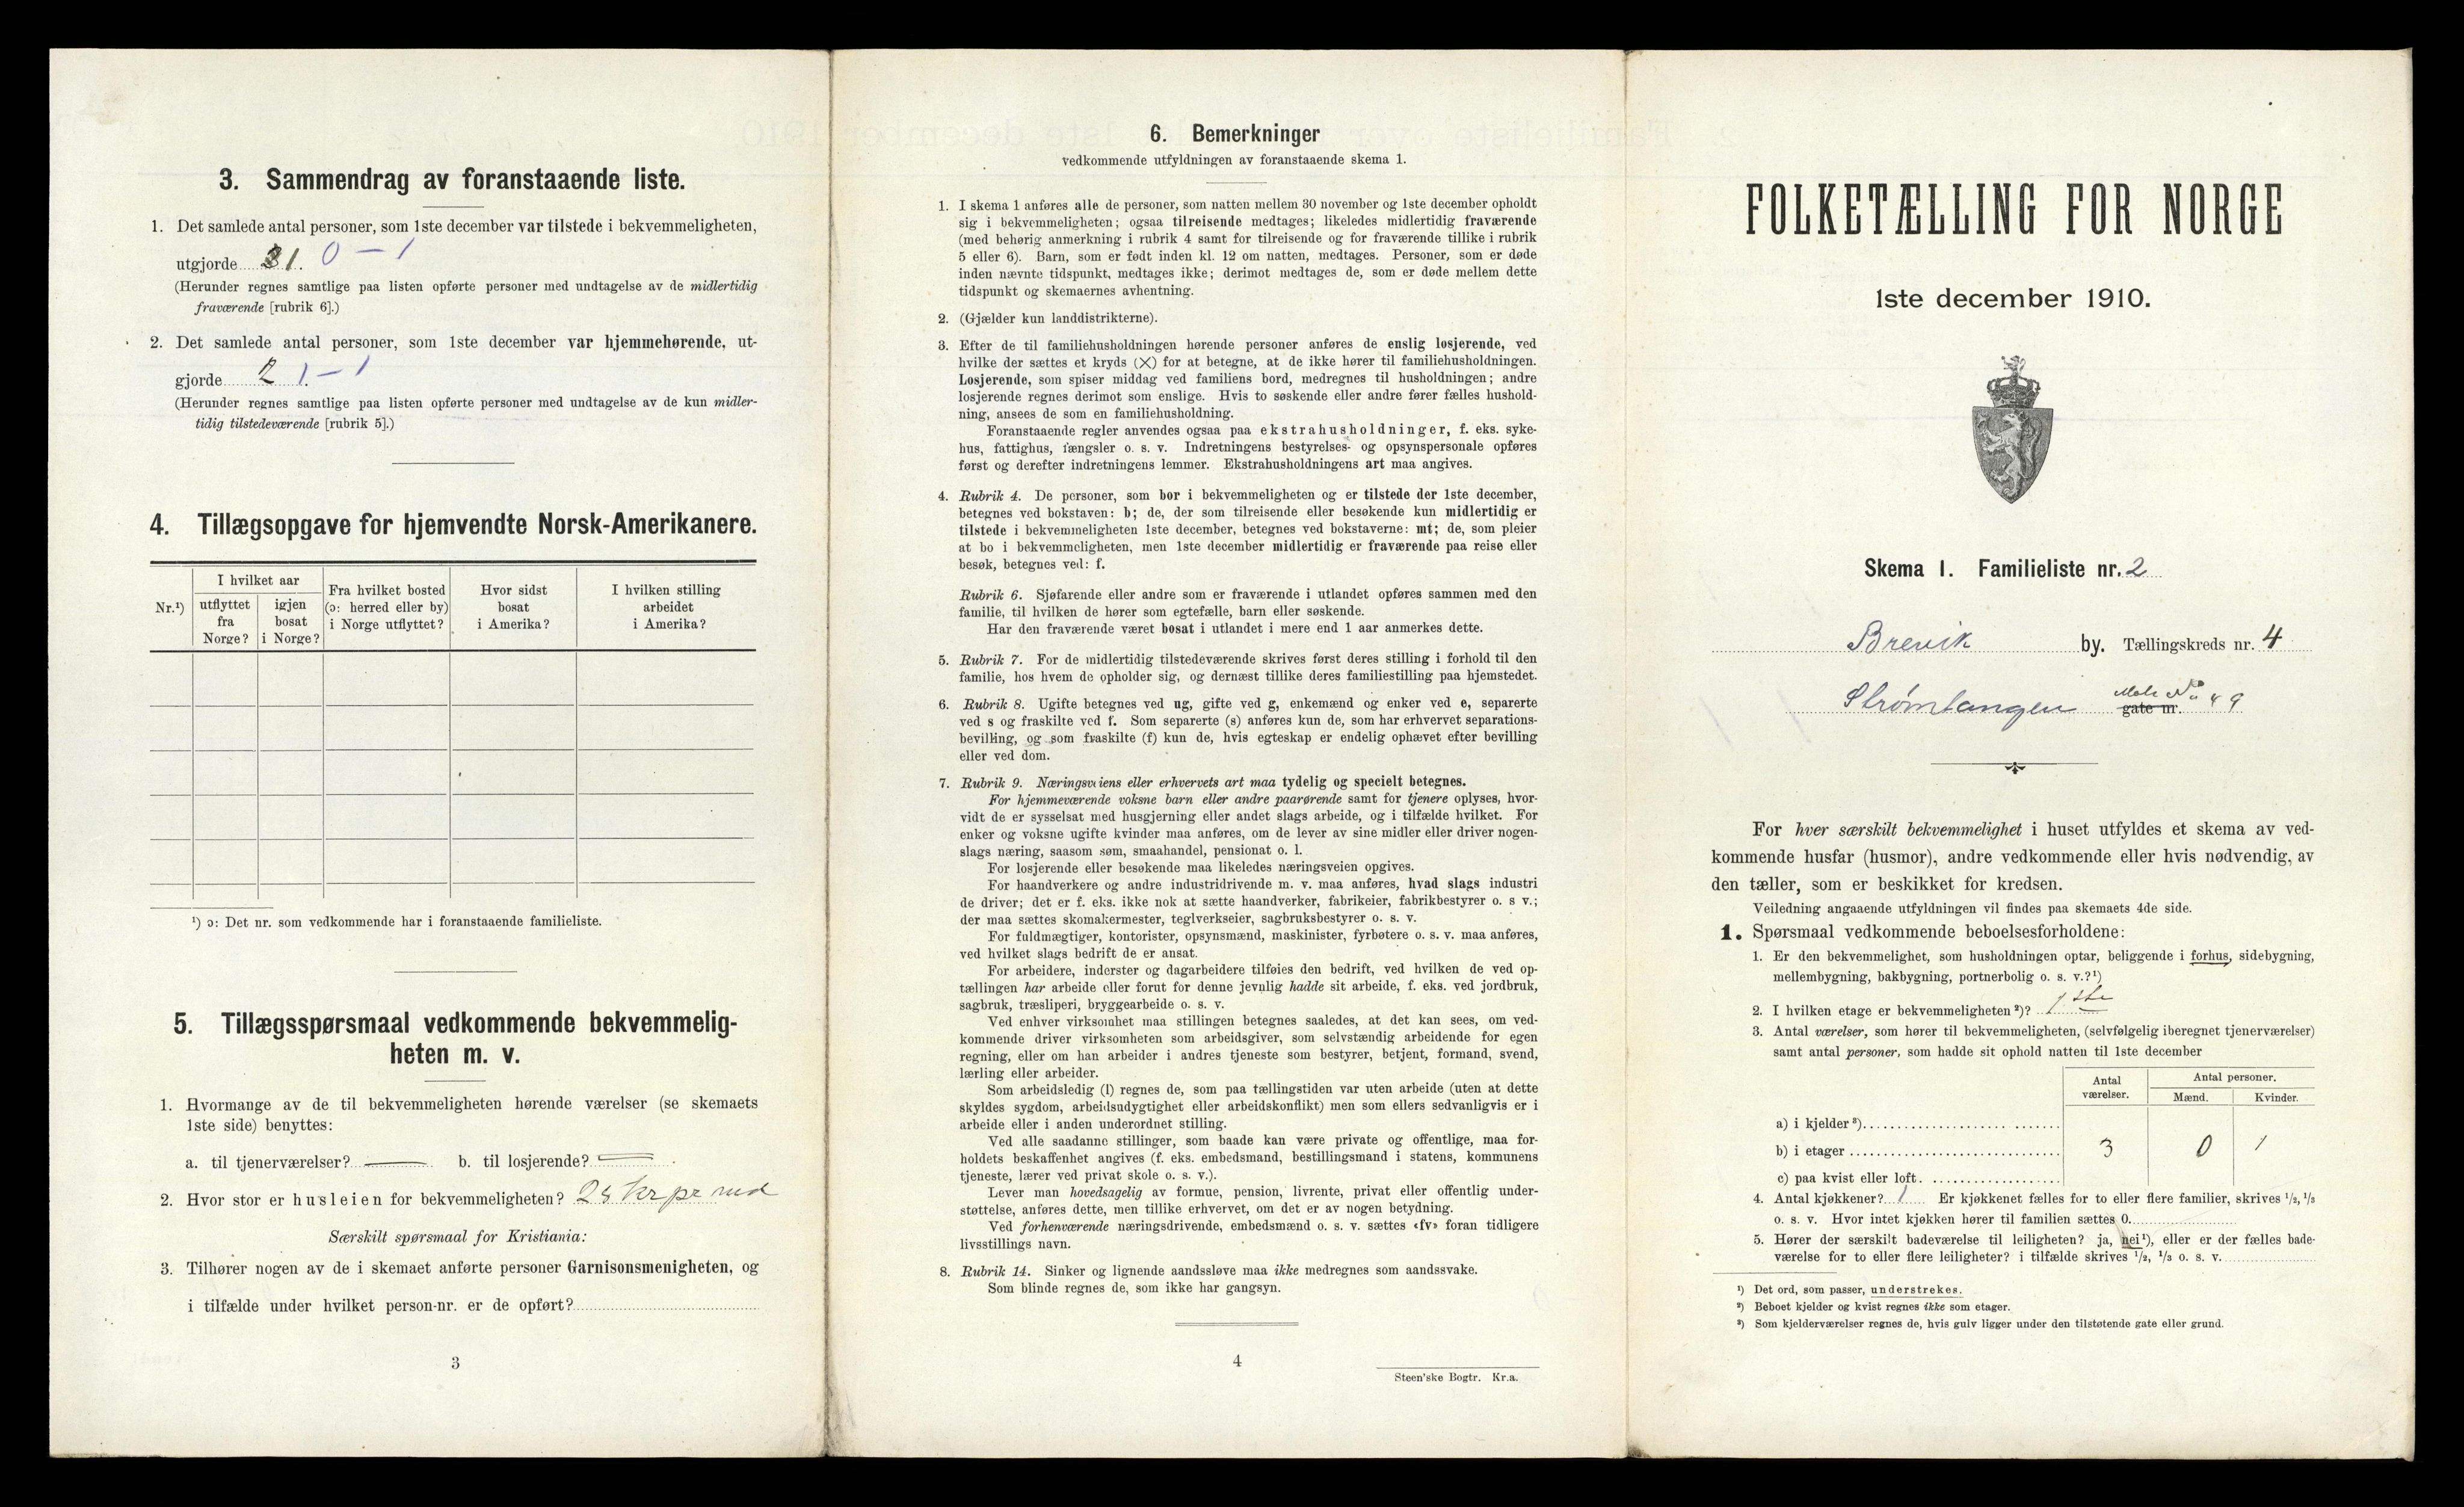 3. Sammendrag av foranstaaende liste.
1. Det samlede antal personer, som 1ste december var tilstede i bekvemmeligheten,
utgjorde 1. 0 – 1
(Herunder regnes samtlige paa listen opførte personer med undtagelse av de midlertidig
fraværende [rubrik 6].)
2. Det samlede antal personer, som 1ste december var hjemmehørende, ut-
gjorde 2 1 – 1
(Herunder regnes samtlige paa listen opførte personer med undtagelse av de kun midler-
tidig tilstedeværende [rubrik 5].)
4. Tillægsopgave for hjemvendte Norsk-Amerikanere.
Nr.¹)
I hvilket aar
utflyttet
fra
Norge?
igjen
bosat
i Norge?
Fra hvilket bosted
(ɔ: herred eller by)
i Norge utflyttet?
Hvor sidst
bosat
i Amerika?
I hvilken stilling
arbeidet
i Amerika?
¹) ɔ: Det nr. som vedkommende har i foranstaaende familieliste.
5. Tillægsspørsmaal vedkommende bekvemmelig-
heten m. v.
1. Hvormange av de til bekvemmeligheten hørende værelser (se skemaets
1ste side) benyttes:
a. til tjenerværelser? — b. til losjerende? —
2. Hvor stor er husleien for bekvemmeligheten? 25 kr pr
Særskilt spørsmaal for Kristiania:
3. Tilhører nogen av de i skemaet anførte personer Garnisonsmenigheten, og
i tilfælde under hvilket person-nr. er de opført?
3
6. Bemerkninger
vedkommende utfyldningen av foranstaaende skema 1.
1. I skema 1 anføres alle de personer, som natten mellem 30 november og 1ste december opholdt
sig i bekvemmeligheten; ogsaa tilreisende medtages; likeledes midlertidig fraværende
(med behørig anmerkning i rubrik 4 samt for tilreisende og for fraværende tillike i rubrik
5 eller 6). Barn, som er født inden kl. 12 om natten, medtages. Personer, som er døde
inden nævnte tidspunkt, medtages ikke; derimot medtages de, som er døde mellem dette
tidspunkt og skemaernes avhentning.
2. (Gjælder kun landdistrikterne).
3. Efter de til familiehusholdningen hørende personer anføres de enslig losjerende, ved
hvilke der sættes et kryds (X) for at betegne, at de ikke hører til familiehusholdningen.
Losjerende, som spiser middag ved familiens bord, medregnes til husholdningen; andre
losjerende regnes derimot som enslige. Hvis to søskende eller andre fører fælles hushold-
ning, ansees de som en familiehusholdning.
Foranstaaende regler anvendes ogsaa paa ekstrahusholdninger, f. eks. syke-
hus, fattighus, fængsler o. s. v. Indretningens bestyrelses- og opsynspersonale opføres
først og derefter indretningens lemmer. Ekstrahusholdningens art maa angives.
4. Rubrik 4. De personer, som bor i bekvemmeligheten og er tilstede der 1ste december,
betegnes ved bokstaven: b; de, der som tilreisende eller besøkende kun midlertidig er
tilstede i bekvemmeligheten 1ste december, betegnes ved bokstaverne: mt; de, som pleier
at bo i bekvemmeligheten, men 1ste december midlertidig er fraværende paa reise eller
besøk, betegnes ved: f.
Rubrik 6. Sjøfarende eller andre som er fraværende i utlandet opføres sammen med den
familie, til hvilken de hører som egtefælle, barn eller søskende.
Har den fraværende været bosat i utlandet i mere end 1 aar anmerkes dette.
5. Rubrik 7. For de midlertidig tilstedeværende skrives først deres stilling i forhold til den
familie, hos hvem de opholder sig, og dernæst tillike deres familiestilling paa hjemstedet.
6. Rubrik 8. Ugifte betegnes ved ug, gifte ved g, enkemænd og enker ved e, separerte
ved s og fraskilte ved f. Som separerte (s) anføres kun de, som har erhvervet separations-
bevilling, og som fraskilte (f) kun de, hvis egteskap er endelig ophævet efter bevilling
eller ved dom.
7. Rubrik 9. Næringsveiens eller erhvervets art maa tydelig og specielt betegnes.
For hjemmeværende voksne barn eller andre paarørende samt for tjenere oplyses, hvor-
vidt de er sysselsat med husgjerning eller andet slags arbeide, og i tilfælde hvilket. For
enker og voksne ugifte kvinder maa anføres, om de lever av sine midler eller driver nogen-
slags næring, saasom søm, smaahandel, pensionat o. l.
For losjerende eller besøkende maa likeledes næringsveien opgives.
For haandverkere og andre industridrivende m. v. maa anføres, hvad slags industri
de driver; det er f. eks. ikke nok at sætte haandverker, fabrikeier, fabrikbestyrer o. s v.;
der maa sættes skomakermester, teglverkseier, sagbruksbestyrer o. s. v.
For fuldmægtiger, kontorister, opsynsmænd, maskinister, fyrbøtere o. s. v. maa anføres,
ved hvilket slags bedrift de er ansat.
For arbeidere, inderster og dagarbeidere tilføies den bedrift, ved hvilken de ved op-
tællingen har arbeide eller forut for denne jevnlig hadde sit arbeide, f. eks. ved jordbruk,
sagbruk, træsliperi, bryggearbeide o. s. v.
Ved enhver virksomhet maa stillingen betegnes saaledes, at det kan sees, om ved-
kommende driver virksomheten som arbeidsgiver, som selvstændig arbeidende for egen
regning, eller om han arbeider i andres tjeneste som bestyrer, betjent, formand, svend,
lærling eller arbeider.
Som arbeidsledig (l) regnes de, som paa tællingstiden var uten arbeide (uten at dette
skyldes sygdom, arbeidsudygtighet eller arbeidskonflikt) men som ellers sedvanligvis er i
arbeide eller i anden underordnet stilling.
Ved alle saadanne stillinger, som baade kan være private og offentlige, maa for-
holdets beskaffenhet angives (f. eks. embedsmand, bestillingsmand i statens, kommunens
tjeneste, lærer ved privat skole o. s. v.).
Lever man hovedsagelig av formue, pension, livrente, privat eller offentlig under-
støttelse, anføres dette, men tillike erhvervet, om det er av nogen betydning.
Ved forhenværende næringsdrivende, embedsmænd o. s. v. sættes «fv» foran tidligere
livsstillings navn.
8. Rubrik 14. Sinker og lignende aandssløve maa ikke medregnes som aandssvake.
Som blinde regnes de, som ikke har gangsyn.
4
Steen'ske Bogtr. Kr.a.
FOLKETÆLLING FOR NORGE
1ste december 1910.
Skema 1. Familieliste nr. 2
Brevik by. Tællingskreds nr. 4
Strømtangen gate nr. Matr No 49
For hver særskilt bekvemmelighet i huset utfyldes et skema av ved-
kommende husfar (husmor), andre vedkommende eller hvis nødvendig, av
den tæller, som er beskikket for kredsen.
Veiledning angaaende utfyldningen vil findes paa skemaets 4de side.
1. Spørsmaal vedkommende beboelsesforholdene:
1. Er den bekvemmelighet, som husholdningen optar, beliggende i forhus, sidebygning,
mellembygning, bakbygning, portnerbolig o. s. v.?¹)
2. I hvilken etage er bekvemmeligheten ²)? 1ste
3. Antal værelser, som hører til bekvemmeligheten, (selvfølgelig iberegnet tjenerværelser)
samt antal personer, som hadde sit ophold natten til 1ste december
Antal
værelser.
Antal personer.
Mænd.
Kvinder.
a) i kjelder ³)
b) i etager 3 0 1
c) paa kvist eller loft
4. Antal kjøkkener? 1 Er kjøkkenet fælles for to eller flere familier, skrives ¹/₂, ¹/₃
o. s. v. Hvor intet kjøkken hører til familien sættes 0.
5. Hører der særskilt badeværelse til leiligheten? ja, nei ¹), eller er der fælles bade-
værelse for to eller flere leiligheter? i tilfælde skrives ¹/₂, ¹/₃ o. s. v.
¹) Det ord, som passer, understrekes.
²) Beboet kjelder og kvist regnes ikke som etager.
³) Som kjelderværelser regnes de, hvis gulv ligger under den tilstøtende gate eller grund.